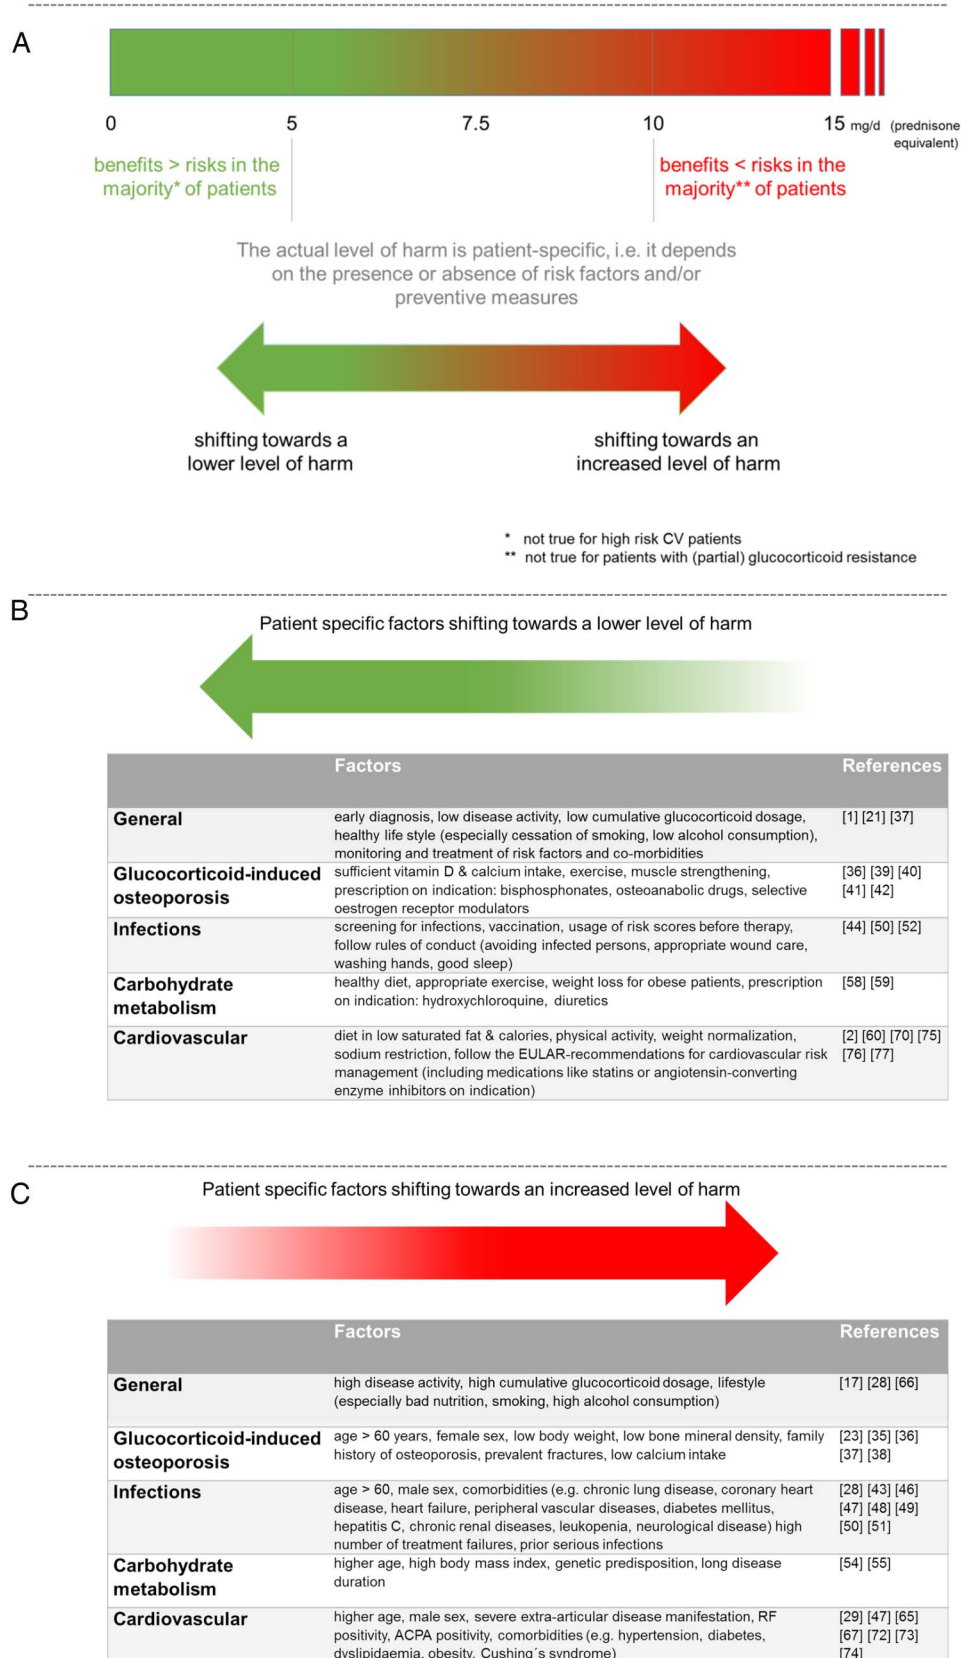 A
0 5 7.5 10 15 mg/d (prednisone
equivalent)
benefits > risks in the
majority* of patients
benefits < risks in the
majority** of patients
The actual level of harm is patient-specific, i.e. it depends
on the presence or absence of risk factors and/or
preventive measures
shifting towards a
lower level of harm
shifting towards an
increased level of harm
* not true for high risk CV patients
** not true for patients with (partial) glucocorticoid resistance
B
Patient specific factors shifting towards a lower level of harm
Factors References
General
early diagnosis, low disease activity, low cumulative glucocorticoid dosage,
healthy life style (especially cessation of smoking, low alcohol consumption),
monitoring and treatment of risk factors and co-morbidities
[1] [21] [37]
Glucocorticoid-induced
osteoporosis
sufficient vitamin D & calcium intake, exercise, muscle strengthening,
prescription on indication: bisphosphonates, osteoanabolic drugs, selective
oestrogen receptor modulators
[36] [39] [40]
[41] [42]
Infections
screening for infections, vaccination, usage of risk scores before therapy,
follow rules of conduct (avoiding infected persons, appropriate wound care,
washing hands, good sleep)
[44] [50] [52]
Carbohydrate
metabolism
healthy diet, appropriate exercise, weight loss for obese patients, prescription
on indication: hydroxychloroquine, diuretics
[58] [59]
Cardiovascular
diet in low saturated fat & calories, physical activity, weight normalization,
sodium restriction, follow the EULAR-recommendations for cardiovascular risk
management (including medications like statins or angiotensin-converting
enzyme inhibitors on indication)
[2] [60] [70] [75]
[76] [77]
C
Patient specific factors shifting towards an increased level of harm
Factors References
General
high disease activity, high cumulative glucocorticoid dosage, lifestyle
(especially bad nutrition, smoking, high alcohol consumption)
[17] [28] [66]
Glucocorticoid-induced
osteoporosis
age > 60 years, female sex, low body weight, low bone mineral density, family
history of osteoporosis, prevalent fractures, low calcium intake
[23] [35] [36]
[37] [38]
Infections
age > 60, male sex, comorbidities (e.g. chronic lung disease, coronary heart
disease, heart failure, peripheral vascular diseases, diabetes mellitus,
hepatitis C, chronic renal diseases, leukopenia, neurological disease) high
number of treatment failures, prior serious infections
[28] [43] [46]
[47] [48] [49]
[50] [51]
Carbohydrate
metabolism
higher age, high body mass index, genetic predisposition, long disease
duration
[54] [55]
Cardiovascular
higher age, male sex, severe extra-articular disease manifestation, RF
positivity, ACPA positivity, comorbidities (e.g. hypertension, diabetes,
dyslipidaemia, obesity, Cushing´s syndrome)
[29] [47] [65]
[67] [72] [73]
[74]